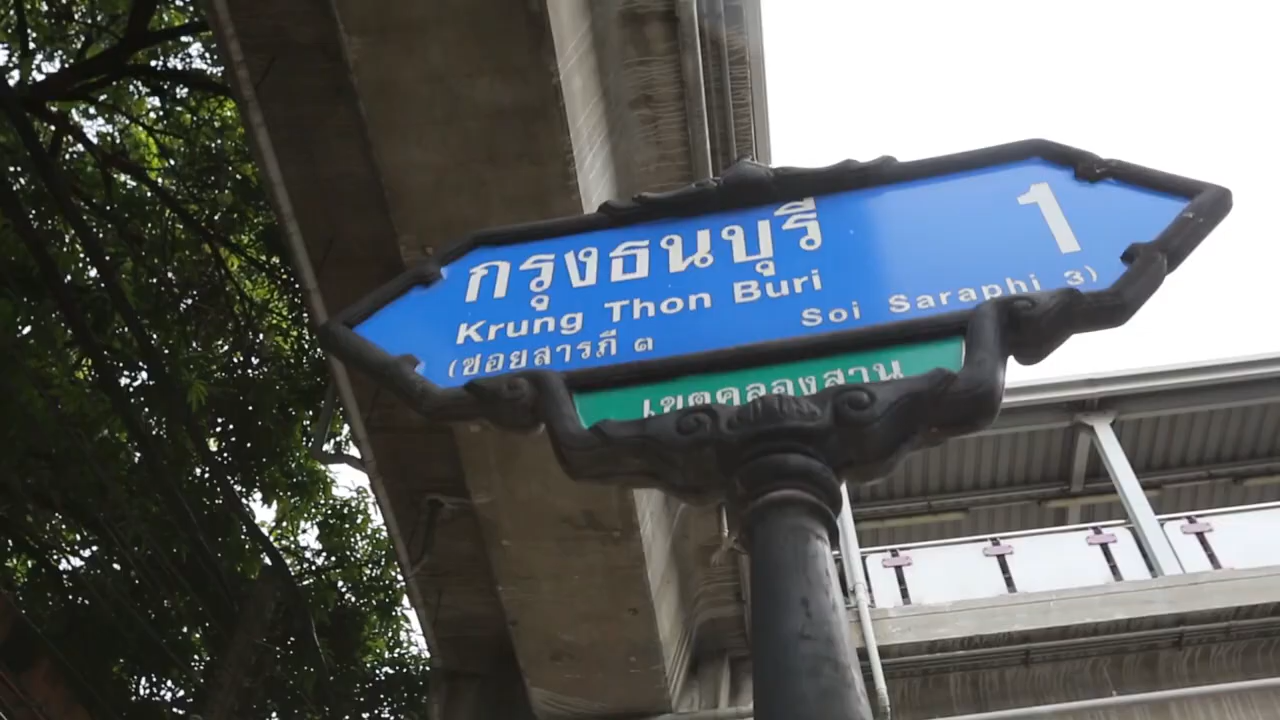 กรุงธนบุรี 1
Krung Thon Buri
(ซอยสารภี ๓ Soi Saraphi 3)
เขตคลองสาน